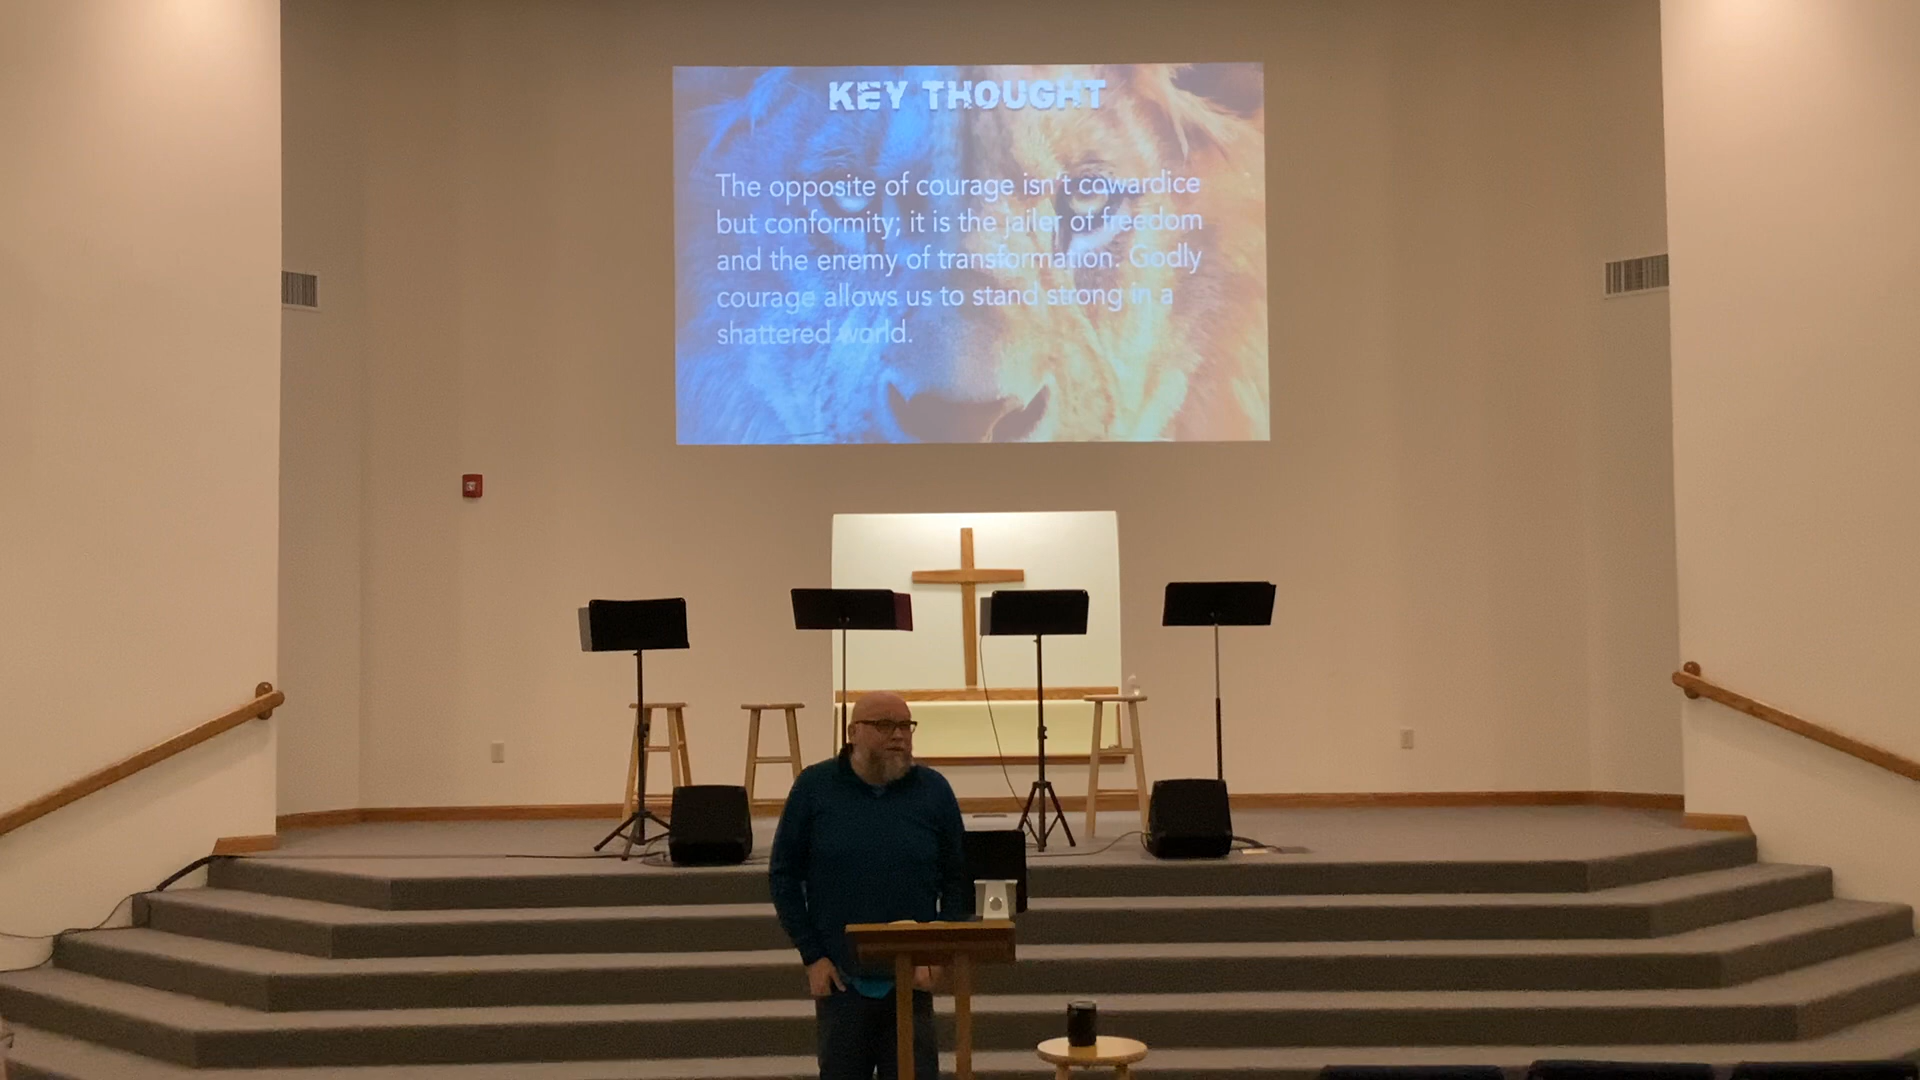 KEY THOUGHT
The opposite of courage isn't cowardice
but conformity; it is the jailer of freedom
and the enemy of transformation. Godly
courage allows us to stand strong in a
shattered world.